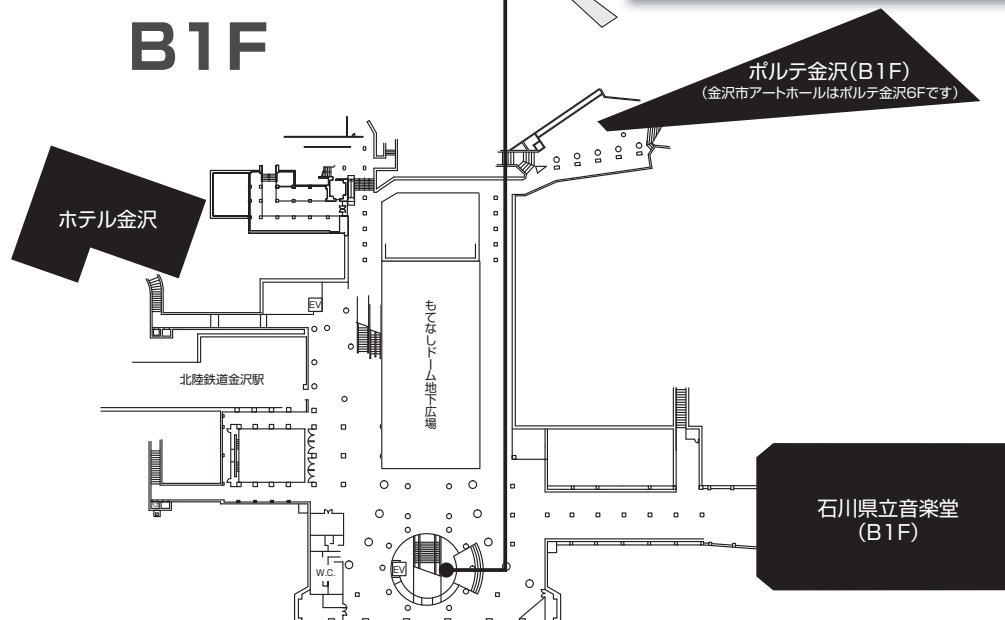 B1F
ポルテ金沢(B1F)
(金沢市アートホールはポルテ金沢6Fです)
ホテル金沢
EV
もてなしドーム地下広場
北陸鉄道金沢駅
石川県立音楽堂
(B1F)
EV
W.C.